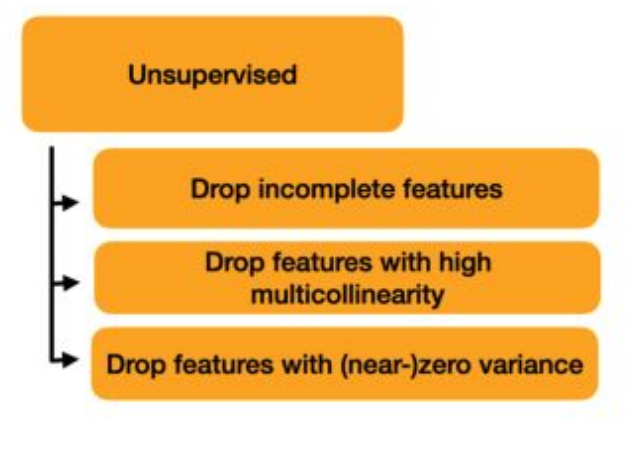 Unsupervised
Drop incomplete features
Drop features with high
multicollinearity
Drop features with (near-)zero variance